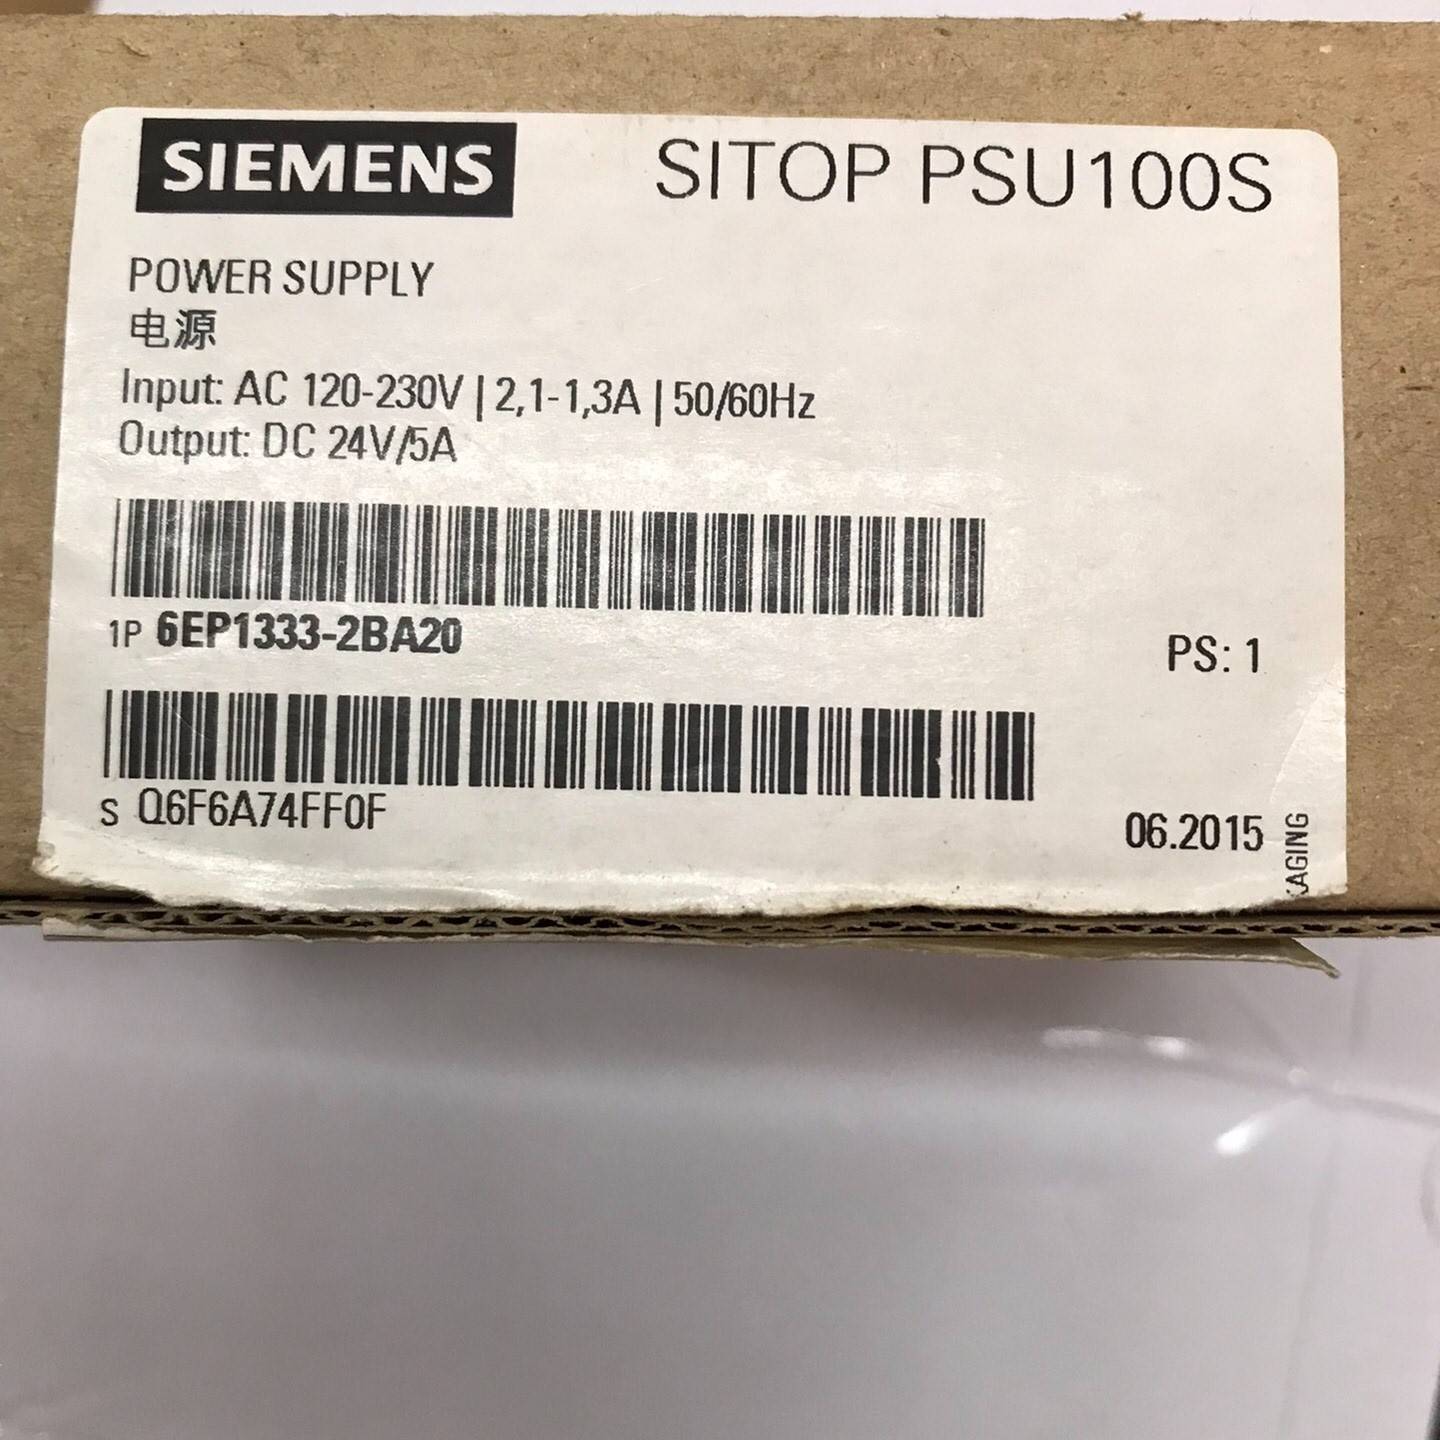 SIEMENS SITOP PSU100S
POWER SUPPLY
电源
Input: AC 120-230V | 2,1-1,3A | 50/60Hz
Output: DC 24V/5A
1P 6EP1333-2BA20
PS: 1
S Q6F6A74FF0F
06.2015